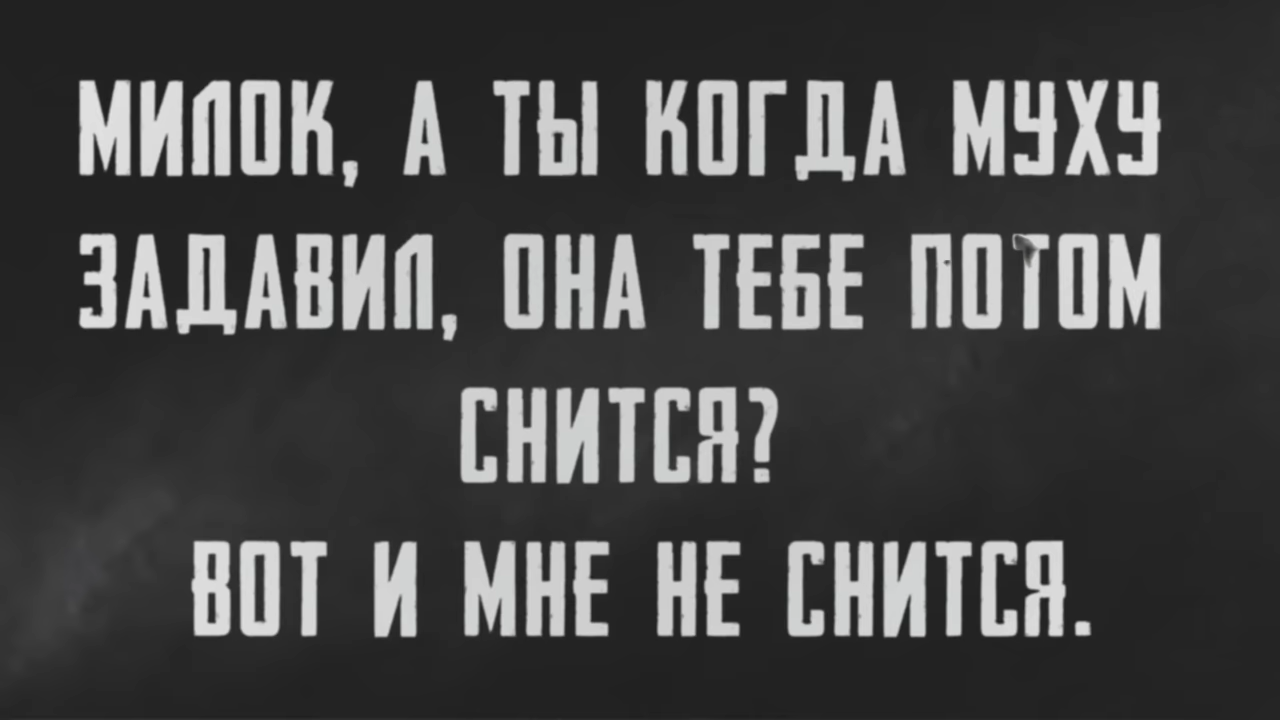 МИЛОК, А ТЫ КОГДА МУХУ
ЗАДАВИЛ, ОНА ТЕБЕ ПОТОМ
СНИТСЯ?
ВОТ И МНЕ НЕ СНИТСЯ.